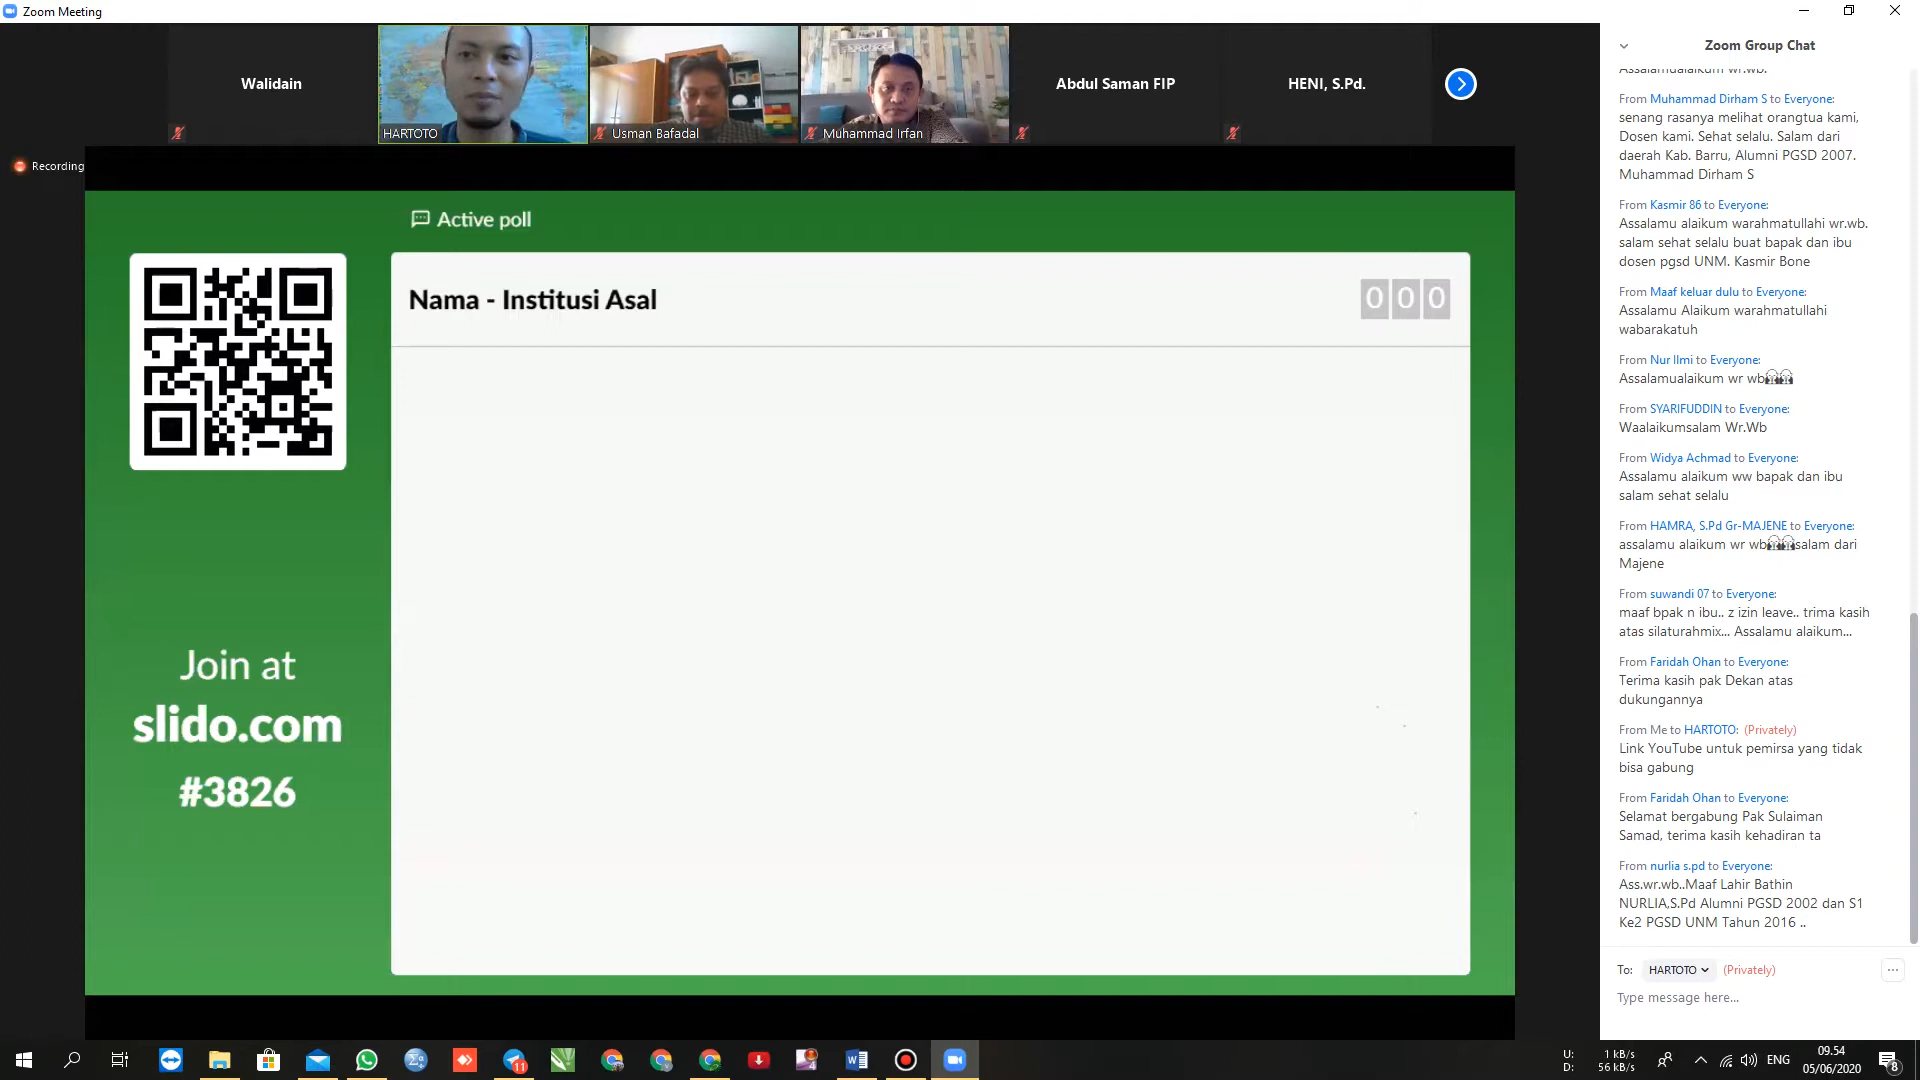 Zoom Meeting
Walidain
HARTOTO
Usman Bafadal
Muhammad Irfan
Abdul Saman FIP
HENI, S.Pd.
Recording
Active poll
Nama - Institusi Asal
000
Join at
slido.com
#3826
Zoom Group Chat
Assalamualaikum wr.wb.
From Muhammad Dirham S to Everyone:
senang rasanya melihat orangtua kami,
Dosen kami. Sehat selalu. Salam dari
daerah Kab. Barru, Alumni PGSD 2007.
Muhammad Dirham S
From Kasmir 86 to Everyone:
Assalamu alaikum warahmatullahi wr.wb.
salam sehat selalu buat bapak dan ibu
dosen pgsd UNM. Kasmir Bone
From Maaf keluar dulu to Everyone:
Assalamu Alaikum warahmatullahi
wabarakatuh
From Nur Ilmi to Everyone:
Assalamualaikum wr wb
From SYARIFUDDIN to Everyone:
Waalaikumsalam Wr.Wb
From Widya Achmad to Everyone:
Assalamu alaikum ww bapak dan ibu
salam sehat selalu
From HAMRA, S.Pd Gr-MAJENE to Everyone:
assalamu alaikum wr wb salam dari
Majene
From suwandi 07 to Everyone:
maaf bpak n ibu.. z izin leave.. trima kasih
atas silaturahmix... Assalamu alaikum...
From Faridah Ohan to Everyone:
Terima kasih pak Dekan atas
dukungannya
From Me to HARTOTO: (Privately)
Link YouTube untuk pemirsa yang tidak
bisa gabung
From Faridah Ohan to Everyone:
Selamat bergabung Pak Sulaiman
Samad, terima kasih kehadiran ta
From nurlia s.pd to Everyone:
Ass.wr.wb..Maaf Lahir Bathin
NURLIA,S.Pd Alumni PGSD 2002 dan S1
Ke2 PGSD UNM Tahun 2016 ..
To: HARTOTO (Privately)
Type message here...
11
4
U: 1 kB/s
D: 56 kB/s
ENG
09.54
05/06/2020
8